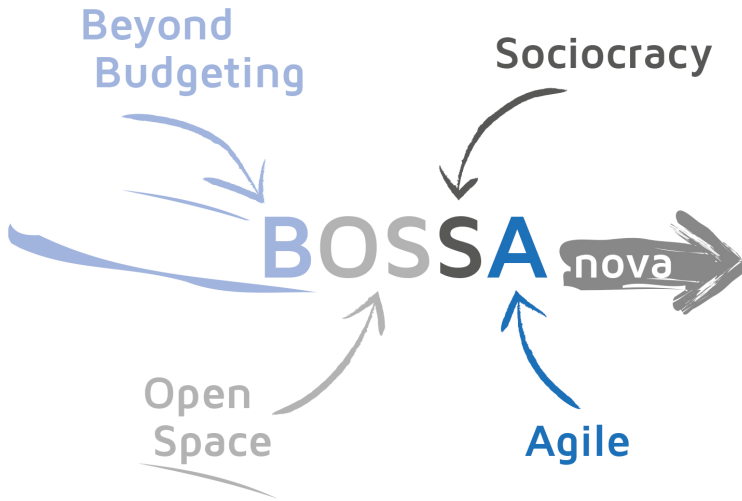 Beyond
Budgeting
Sociocracy
BOSSA nova
Open
Space
Agile